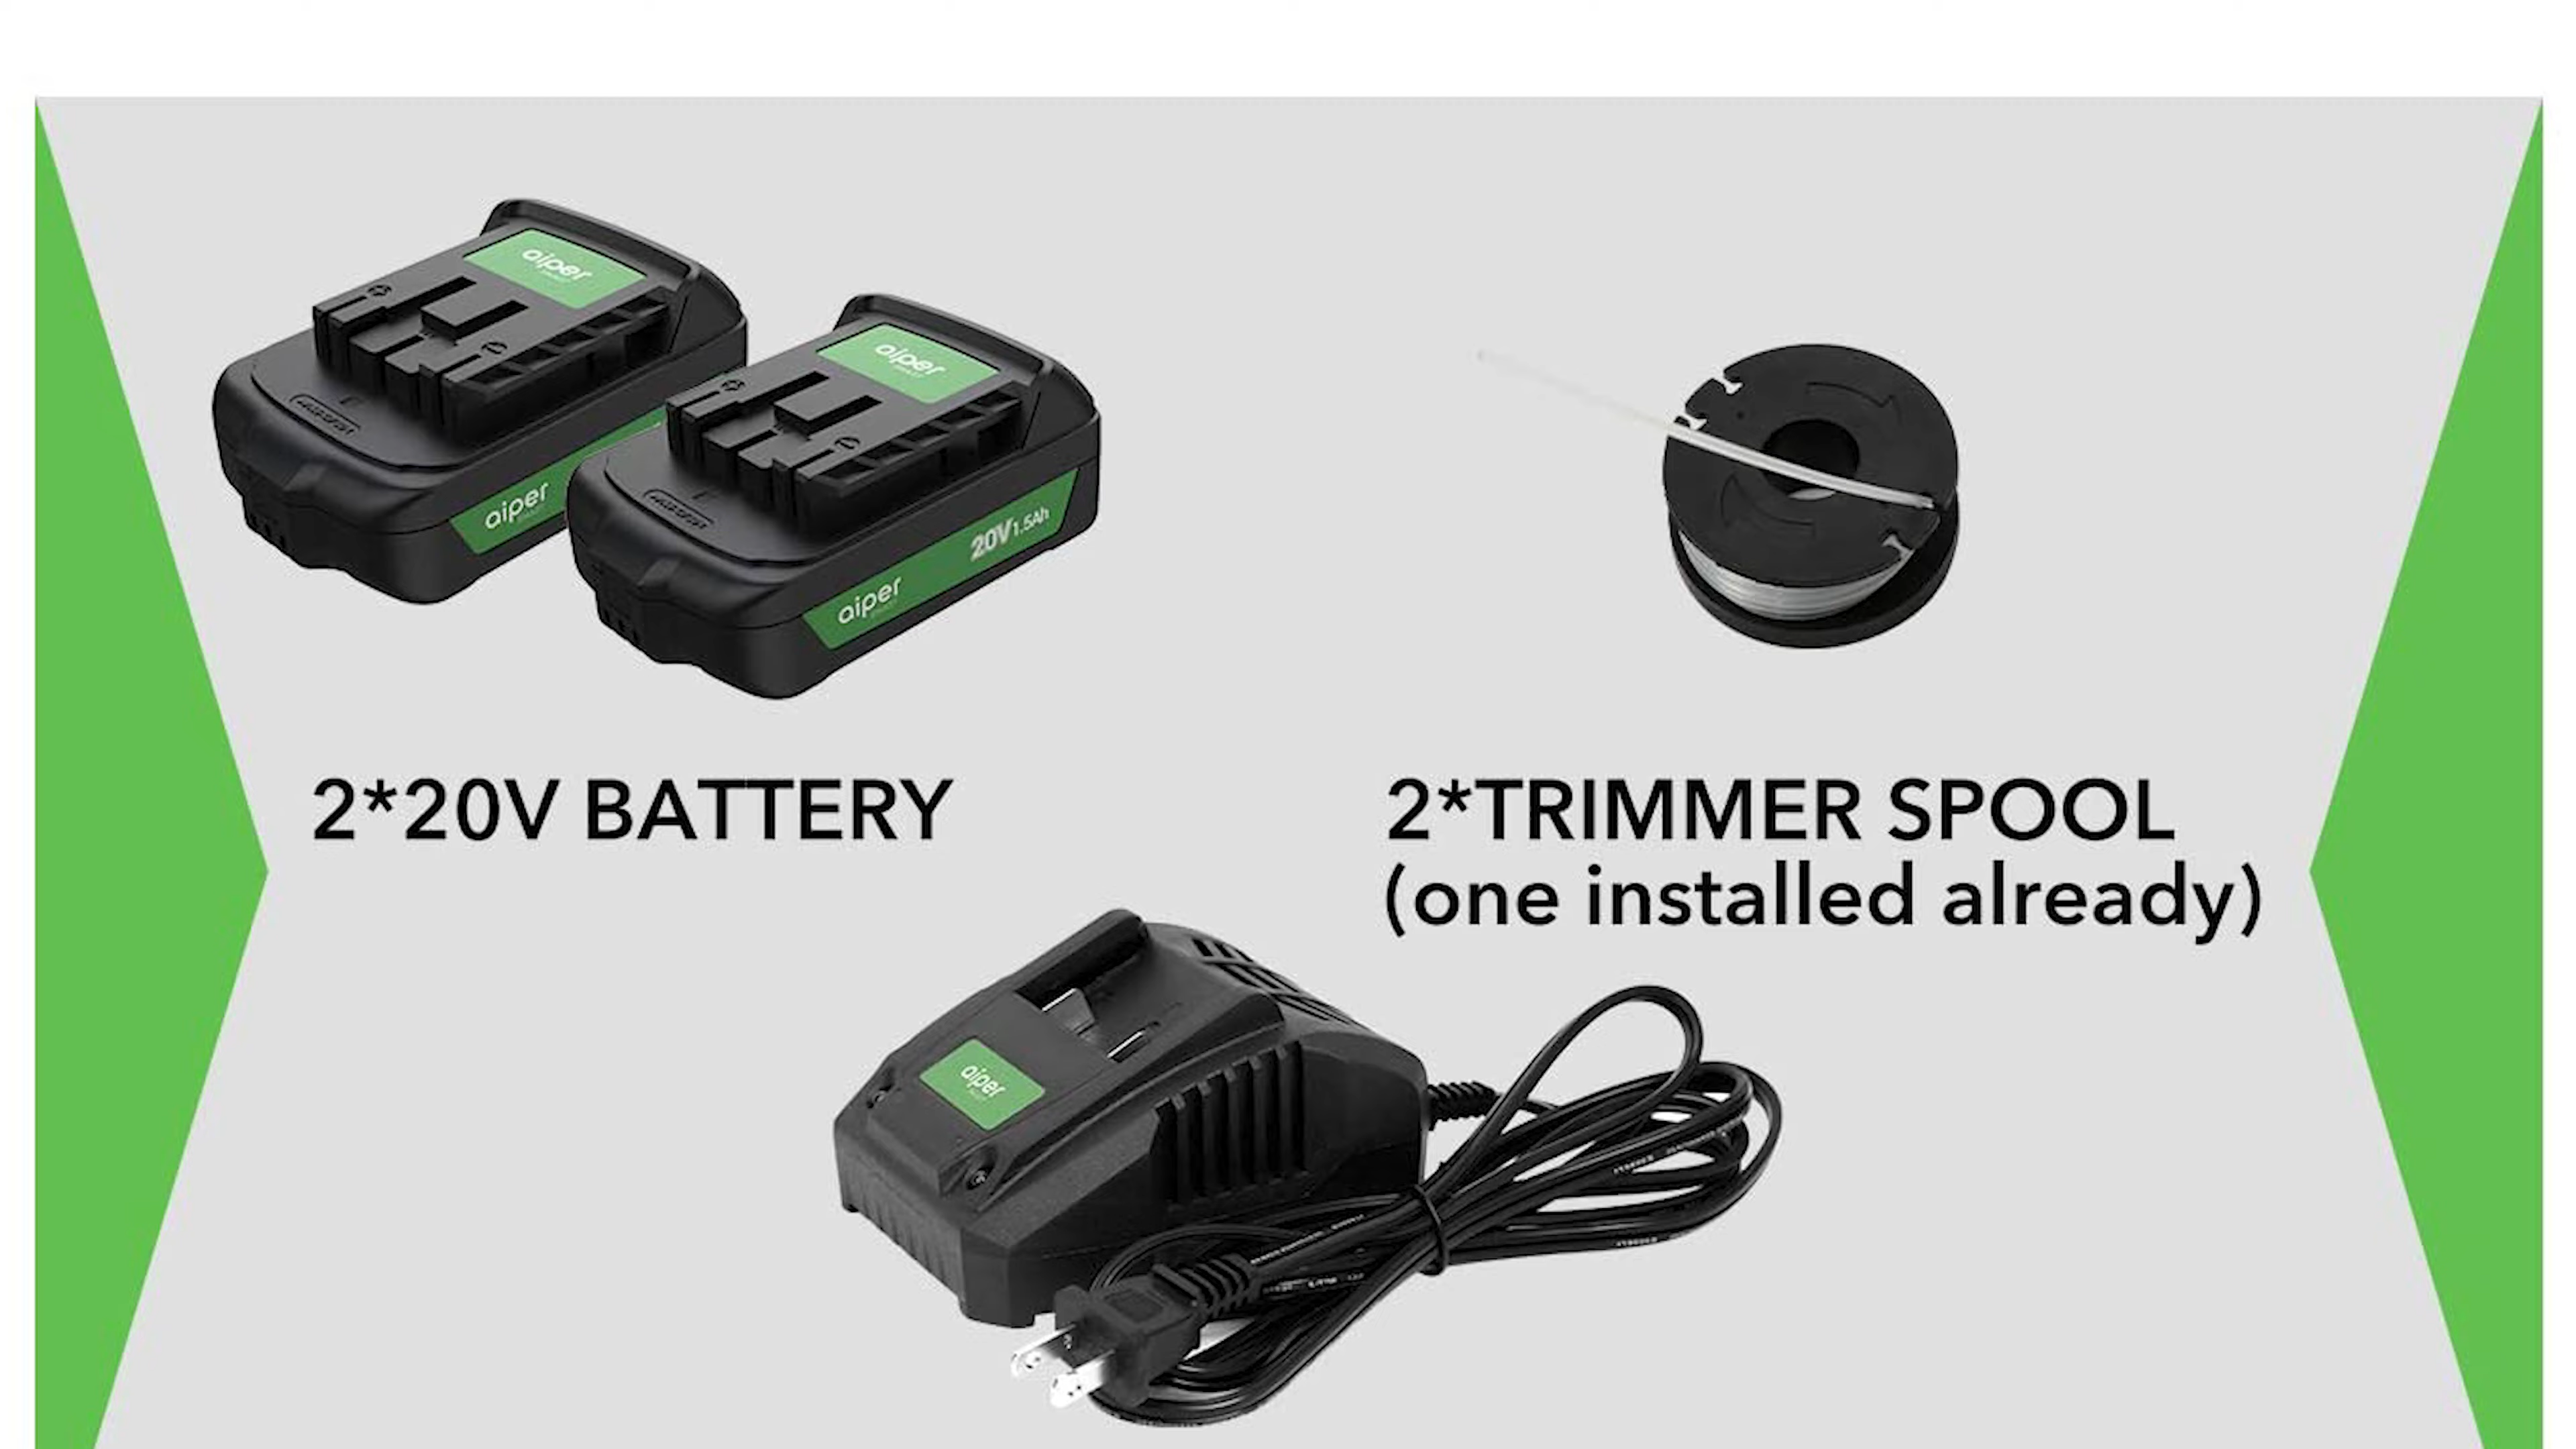 aiper
aiper
aiper
20V 1.5Ah
aiper
2*20V BATTERY
2*TRIMMER SPOOL
(one installed already)
aiper